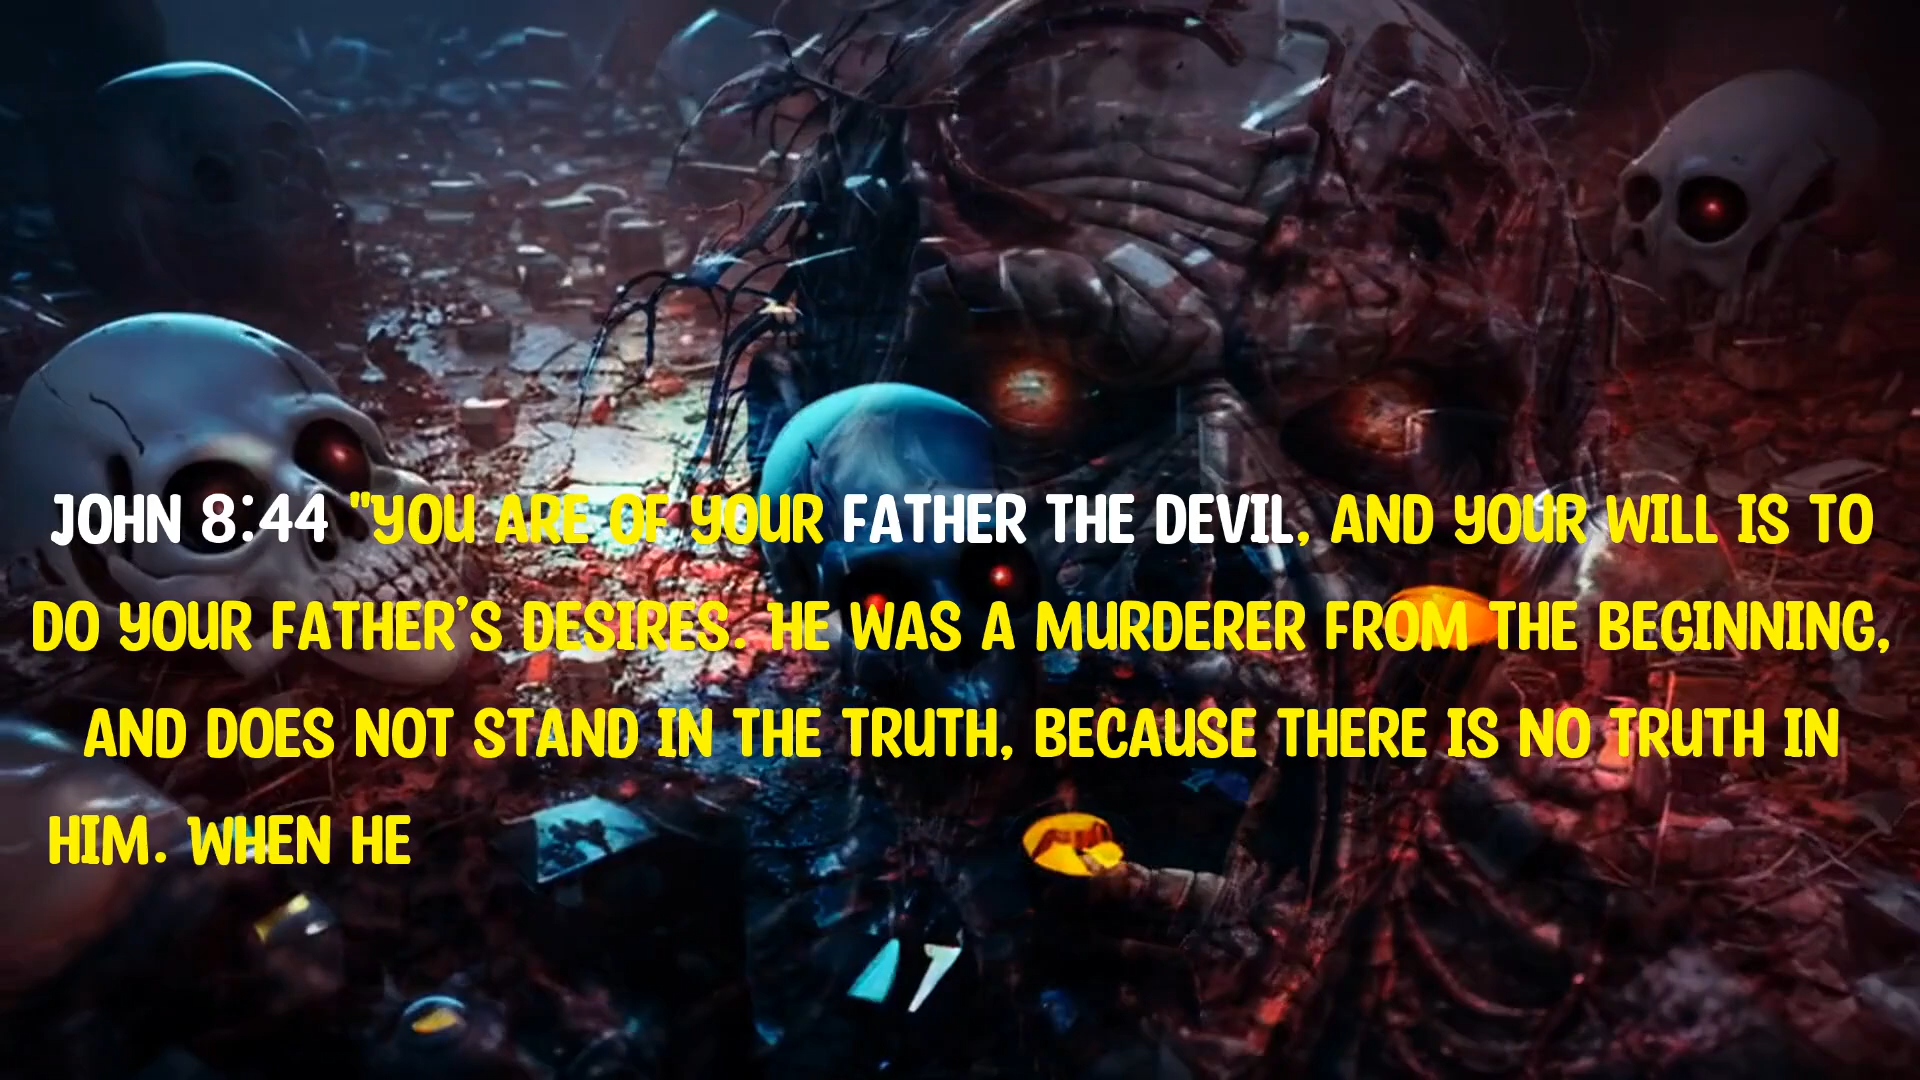 JOHN 8:44 "YOU ARE OF YOUR FATHER THE DEVIL, AND YOUR WILL IS TO
DO YOUR FATHER’S DESIRES. HE WAS A MURDERER FROM THE BEGINNING,
AND DOES NOT STAND IN THE TRUTH, BECAUSE THERE IS NO TRUTH IN
HIM. WHEN HE